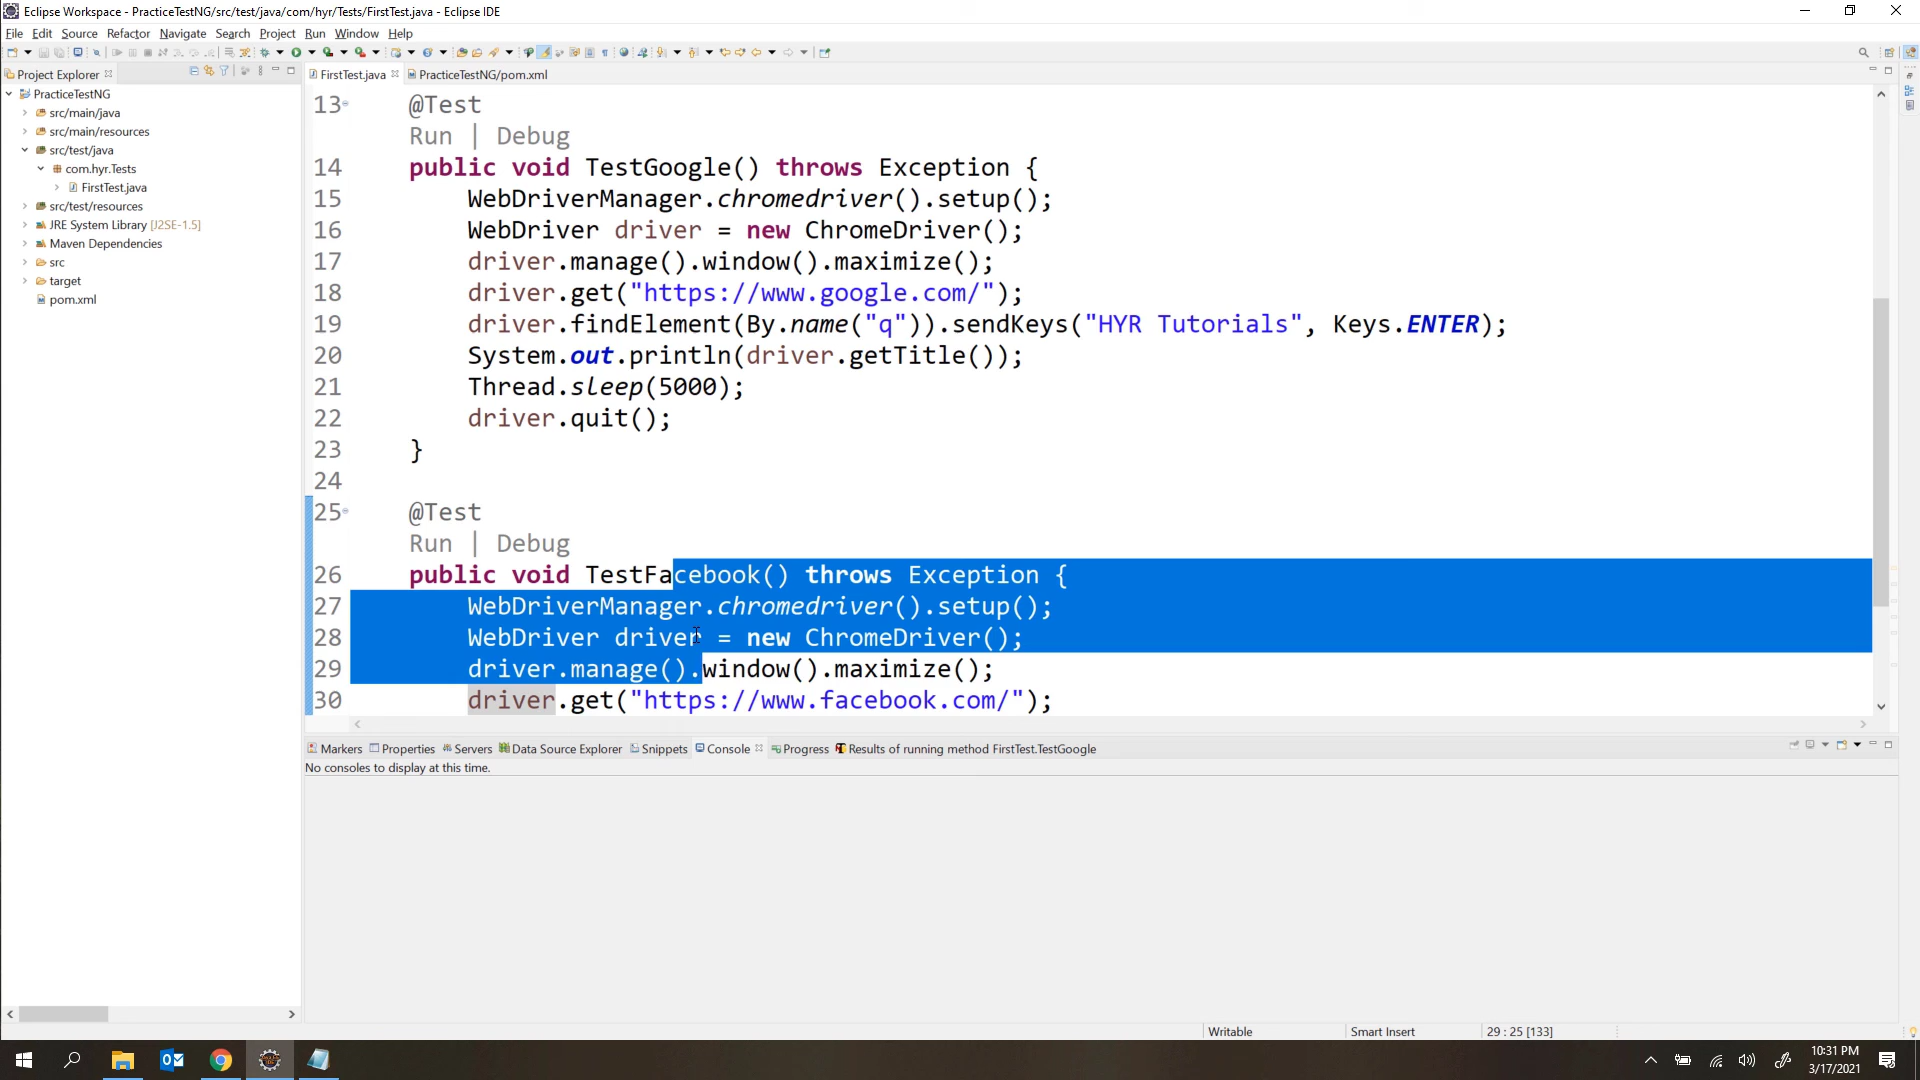 Eclipse Workspace - PracticeTestNG/src/test/java/com/hyr/Tests/FirstTest.java - Eclipse IDE
File Edit Source Refactor Navigate Search Project Run Window Help
Project Explorer
FirstTest.java PracticeTestNG/pom.xml
PracticeTestNG
src/main/java
src/main/resources
src/test/java
com.hyr.Tests
FirstTest.java
src/test/resources
JRE System Library [J2SE-1.5]
Maven Dependencies
src
target
pom.xml
13 @Test
Run | Debug
14 public void TestGoogle() throws Exception {
15 WebDriverManager.chromedriver().setup();
16 WebDriver driver = new ChromeDriver();
17 driver.manage().window().maximize();
18 driver.get("https://www.google.com/");
19 driver.findElement(By.name("q")).sendKeys("HYR Tutorials", Keys.ENTER);
20 System.out.println(driver.getTitle());
21 Thread.sleep(5000);
22 driver.quit();
23 }
24
25 @Test
Run | Debug
26 public void TestFacebook() throws Exception {
27 WebDriverManager.chromedriver().setup();
28 WebDriver driver = new ChromeDriver();
29 driver.manage().window().maximize();
30 driver.get("https://www.facebook.com/");
Markers Properties Servers Data Source Explorer Snippets Console Progress Results of running method FirstTest.TestGoogle
No consoles to display at this time.
Writable Smart Insert 29 : 25 [133]
10:31 PM
3/17/2021